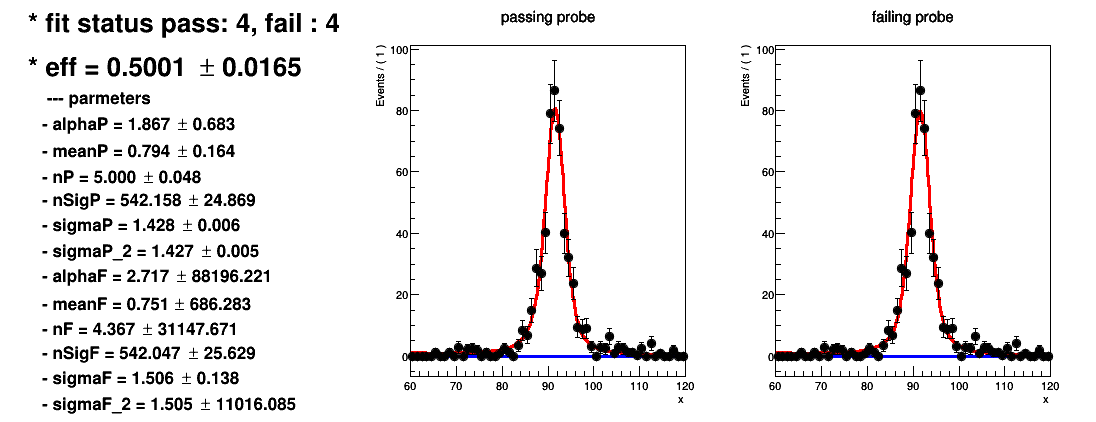 * fit status pass: 4, fail : 4
* eff = 0.5001 ± 0.0165
--- parmeters
- alphaP = 1.867 ± 0.683
- meanP = 0.794 ± 0.164
- nP = 5.000 ± 0.048
- nSigP = 542.158 ± 24.869
- sigmaP = 1.428 ± 0.006
- sigmaP_2 = 1.427 ± 0.005
- alphaF = 2.717 ± 88196.221
- meanF = 0.751 ± 686.283
- nF = 4.367 ± 31147.671
- nSigF = 542.047 ± 25.629
- sigmaF = 1.506 ± 0.138
- sigmaF_2 = 1.505 ± 11016.085
passing probe
Events / ( 1 )
100
80
60
40
20
0
60 70 80 90 100 110 120
x
failing probe
Events / ( 1 )
100
80
60
40
20
0
60 70 80 90 100 110 120
x